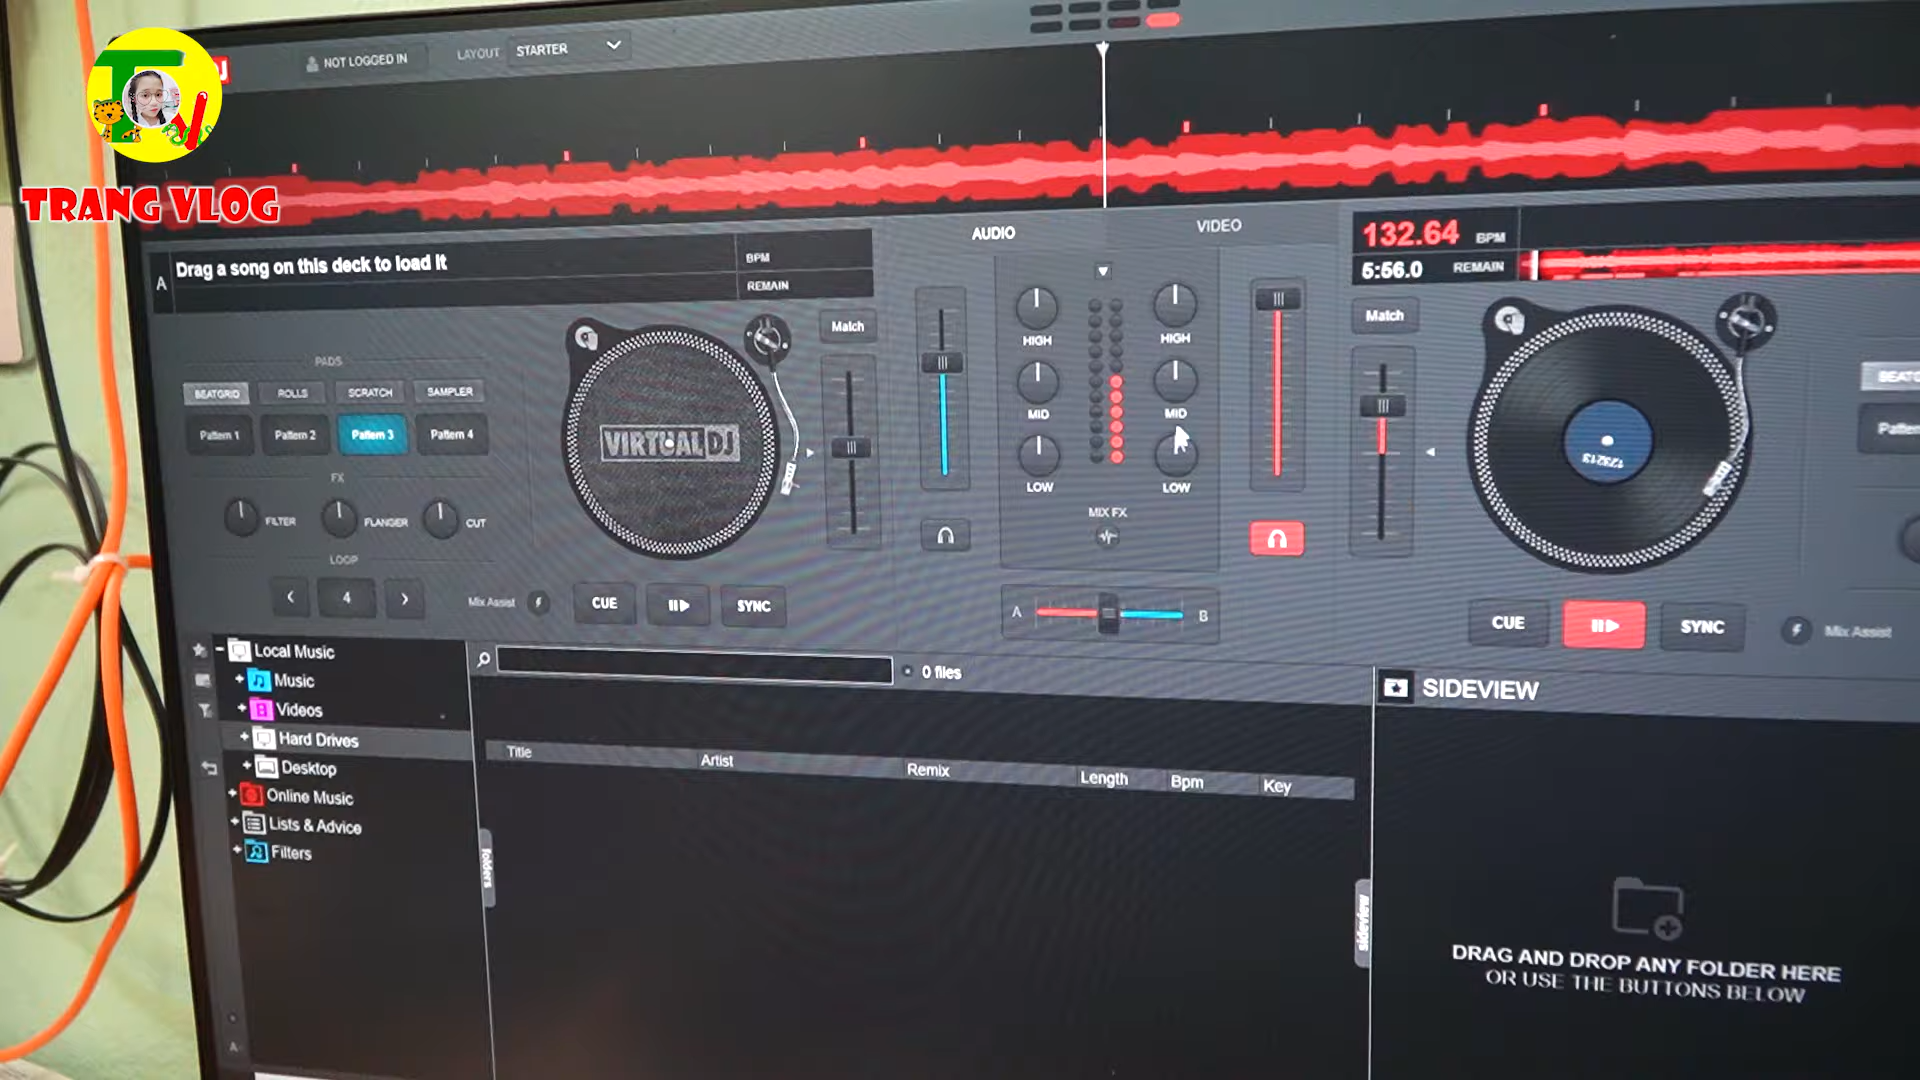 NOT LOGGED IN
LAYOUT STARTER
TRANG VLOG
AUDIO
VIDEO
132.64 BPM
5:56.0 REMAIN
A
Drag a song on this deck to load it
BPM
REMAIN
Match
Match
HIGH
HIGH
MID
MID
LOW
LOW
MIX FX
PADS
BEATGRID ROLLS SCRATCH SAMPLER
Pattern 1 Pattern 2 Pattern 3 Pattern 4
VIRTUAL DJ
123213
FX
FILTER FLANGER CUT
LOOP
4
Mix Assist
CUE
SYNC
A
B
CUE
SYNC
Mix Assist
Local Music
Music
Videos
Hard Drives
Desktop
Online Music
Lists & Advice
Filters
folders
0 files
Title Artist Remix Length Bpm Key
sideview
SIDEVIEW
DRAG AND DROP ANY FOLDER HERE
OR USE THE BUTTONS BELOW